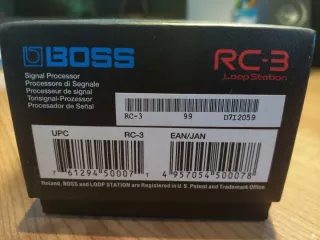 BOSS
RC-3
Loop Station
Signal Processor
Processori di Segnale
Processeur de signal
Tonsignal-Prozessor
Procesador de Señal
RC-3 99 D7I2059
UPC RC-3 EAN/JAN
7 61294 50007 1 4 957054 500078
Roland, BOSS and LOOP STATION are Registered in U.S. Patent and Trademark Office.